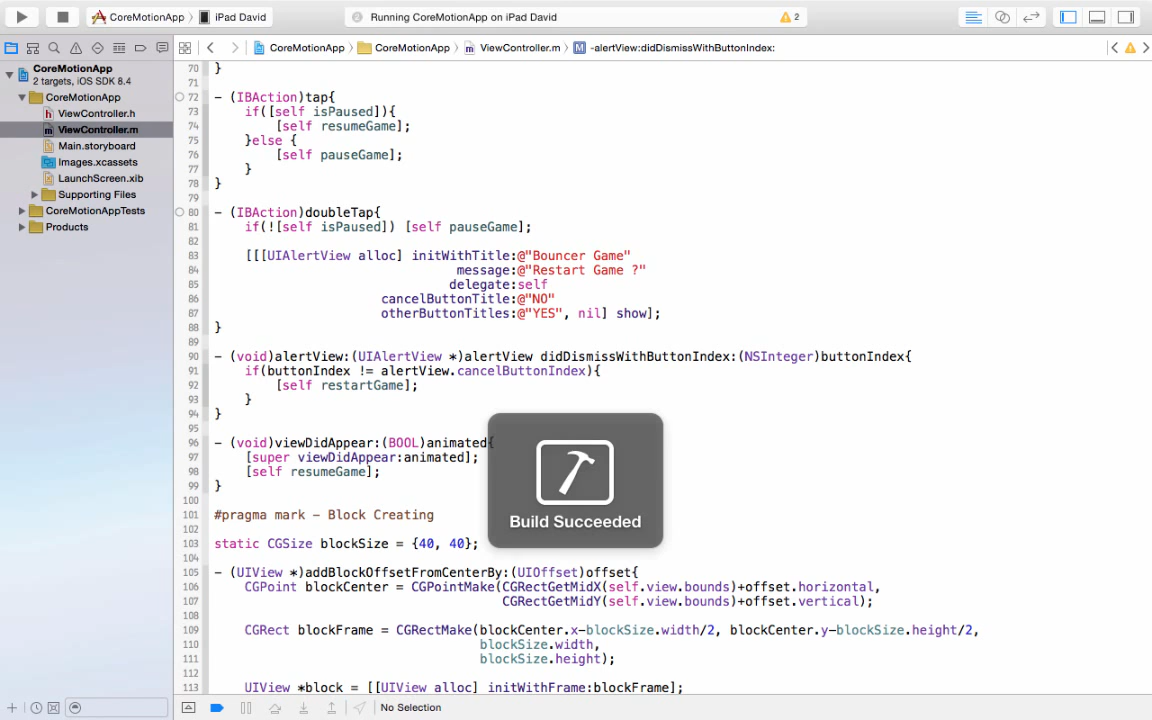 CoreMotionApp
iPad David
Running CoreMotionApp on iPad David
2
CoreMotionApp
CoreMotionApp
ViewController.m
-alertView:didDismissWithButtonIndex:
CoreMotionApp
2 targets, iOS SDK 8.4
CoreMotionApp
ViewController.h
ViewController.m
Main.storyboard
Images.xcassets
LaunchScreen.xib
Supporting Files
CoreMotionAppTests
Products
70 }
71
72 - (IBAction)tap{
73 if([self isPaused]){
74 [self resumeGame];
75 }else {
76 [self pauseGame];
77 }
78 }
79
80 - (IBAction)doubleTap{
81 if(![self isPaused]) [self pauseGame];
82
83 [[[UIAlertView alloc] initWithTitle:@"Bouncer Game"
84 message:@"Restart Game ?"
85 delegate:self
86 cancelButtonTitle:@"NO"
87 otherButtonTitles:@"YES", nil] show];
88 }
89
90 - (void)alertView:(UIAlertView *)alertView didDismissWithButtonIndex:(NSInteger)buttonIndex{
91 if(buttonIndex != alertView.cancelButtonIndex){
92 [self restartGame];
93 }
94 }
95
96 - (void)viewDidAppear:(BOOL)animated{
97 [super viewDidAppear:animated];
98 [self resumeGame];
99 }
100
101 #pragma mark - Block Creating
102
103 static CGSize blockSize = {40, 40};
104
105 - (UIView *)addBlockOffsetFromCenterBy:(UIOffset)offset{
106 CGPoint blockCenter = CGPointMake(CGRectGetMidX(self.view.bounds)+offset.horizontal,
107 CGRectGetMidY(self.view.bounds)+offset.vertical);
108
109 CGRect blockFrame = CGRectMake(blockCenter.x-blockSize.width/2, blockCenter.y-blockSize.height/2,
110 blockSize.width,
111 blockSize.height);
112
113 UIView *block = [[UIView alloc] initWithFrame:blockFrame];
Build Succeeded
No Selection